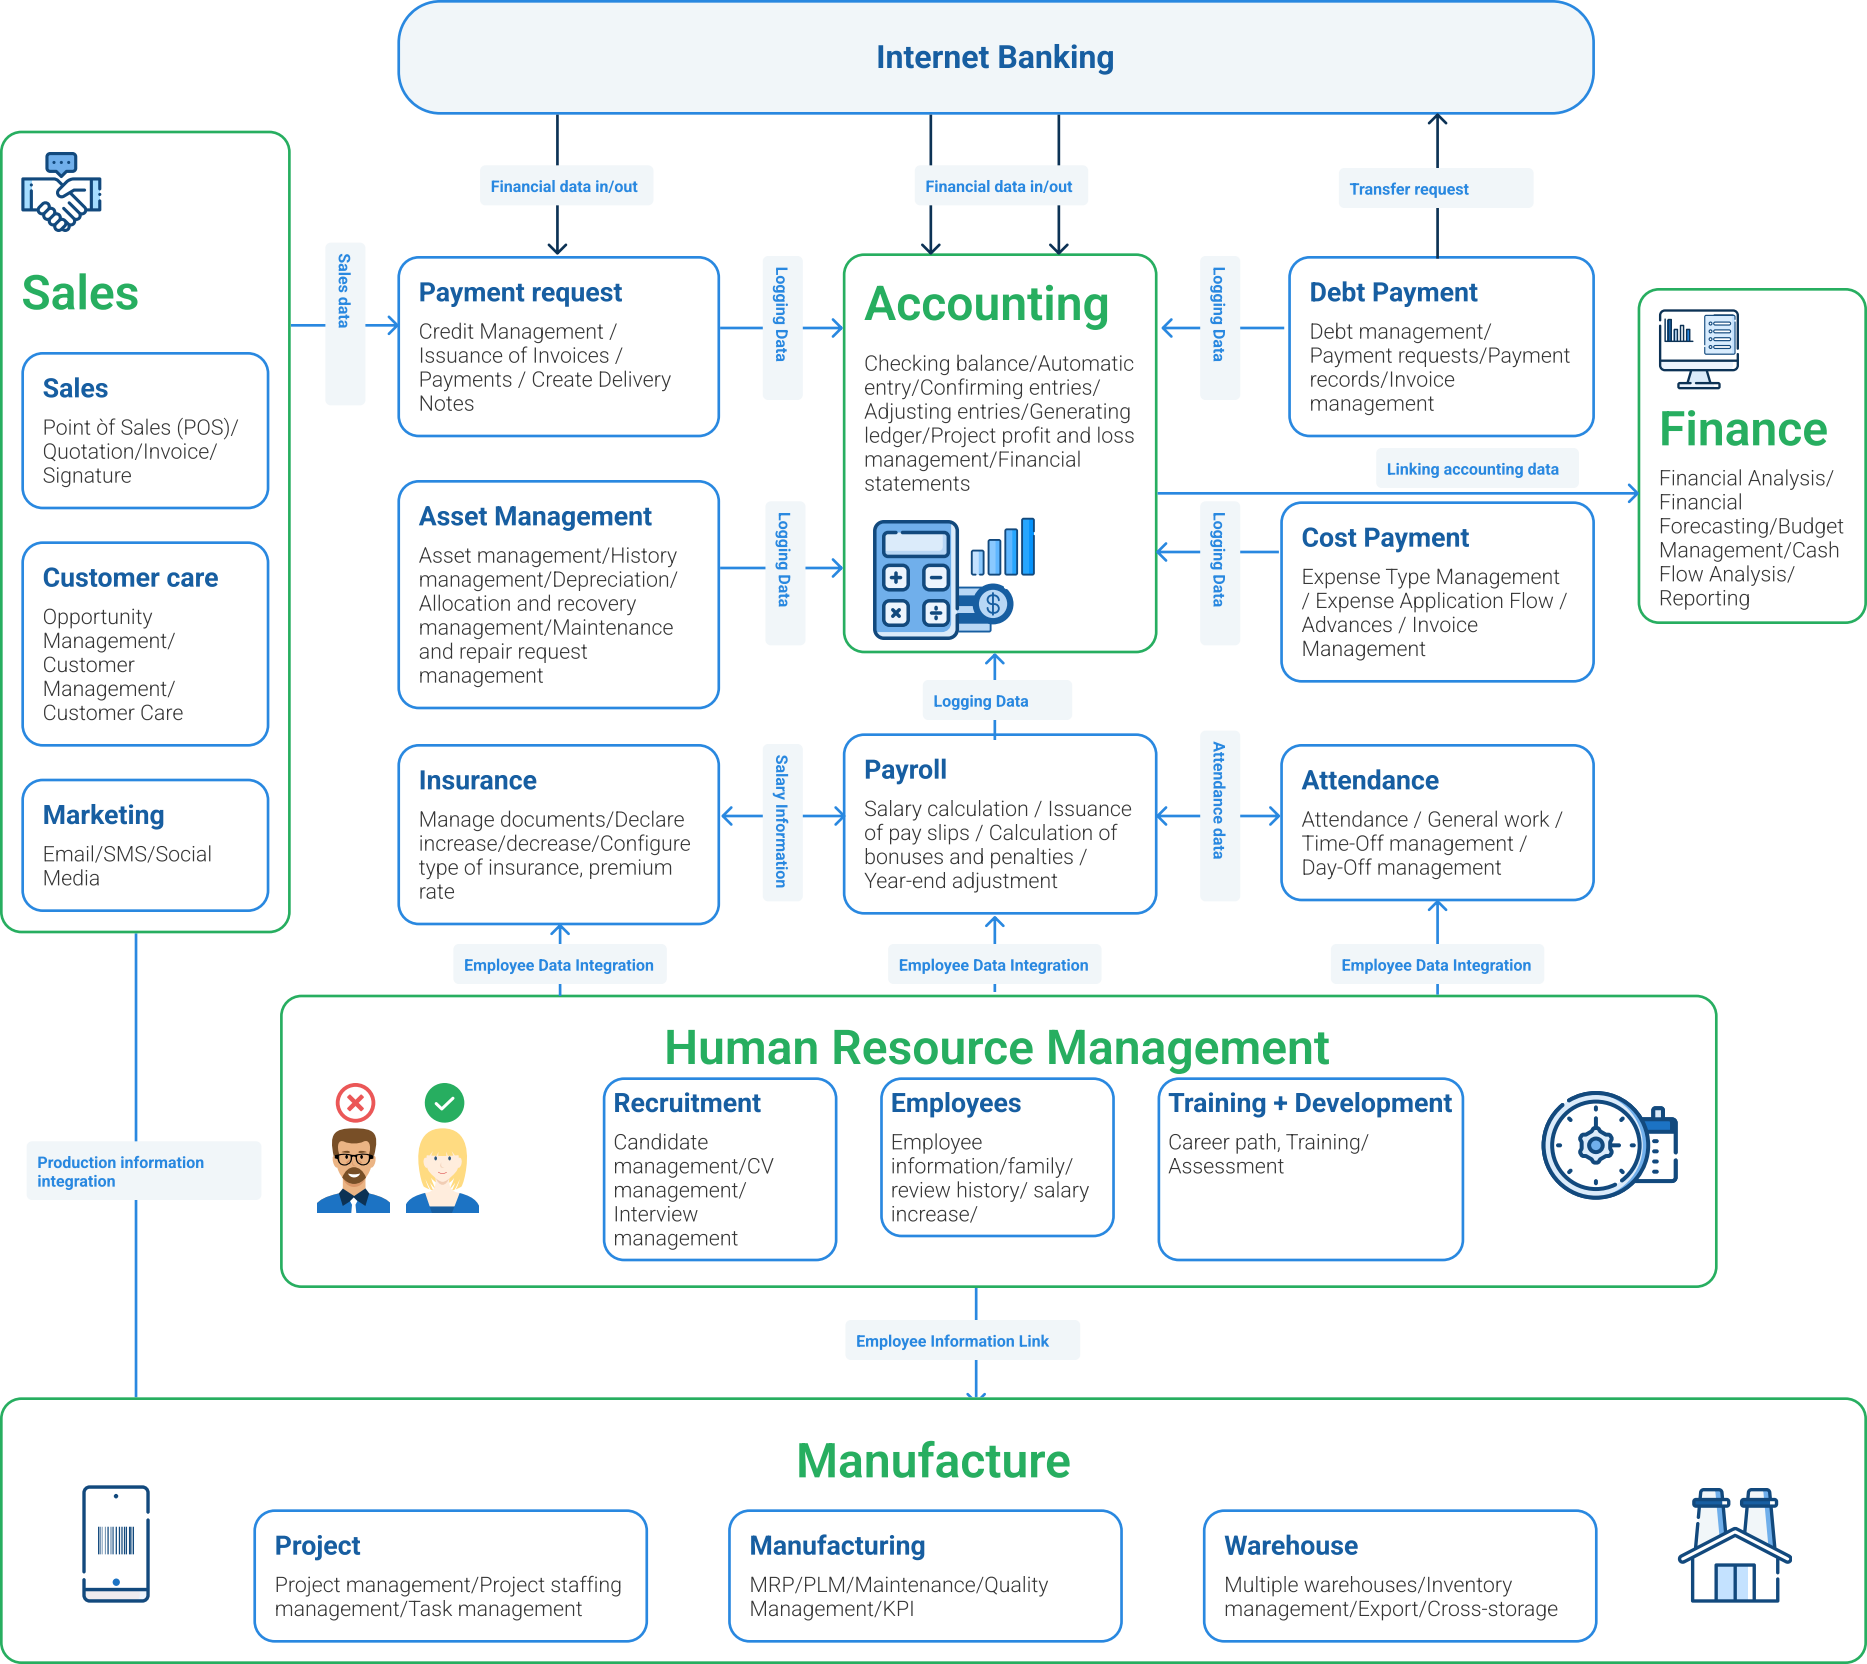 Internet Banking
Financial data in/out
Financial data in/out
Transfer request
Sales
Sales
Point òf Sales (POS)/
Quotation/Invoice/
Signature
Customer care
Opportunity
Management/
Customer
Management/
Customer Care
Marketing
Email/SMS/Social
Media
Sales data
Payment request
Credit Management /
Issuance of Invoices /
Payments / Create Delivery
Notes
Logging Data
Accounting
Checking balance/Automatic
entry/Confirming entries/
Adjusting entries/Generating
ledger/Project profit and loss
management/Financial
statements
Logging Data
Debt Payment
Debt management/
Payment requests/Payment
records/Invoice
management
Linking accounting data
Finance
Financial Analysis/
Financial
Forecasting/Budget
Management/Cash
Flow Analysis/
Reporting
Asset Management
Asset management/History
management/Depreciation/
Allocation and recovery
management/Maintenance
and repair request
management
Logging Data
Logging Data
Cost Payment
Expense Type Management
/ Expense Application Flow /
Advances / Invoice
Management
Logging Data
Insurance
Manage documents/Declare
increase/decrease/Configure
type of insurance, premium
rate
Salary Information
Payroll
Salary calculation / Issuance
of pay slips / Calculation of
bonuses and penalties /
Year-end adjustment
Attendance data
Attendance
Attendance / General work /
Time-Off management /
Day-Off management
Employee Data Integration
Employee Data Integration
Employee Data Integration
Human Resource Management
Recruitment
Candidate
management/CV
management/
Interview
management
Employees
Employee
information/family/
review history/ salary
increase/
Training + Development
Career path, Training/
Assessment
Production information
integration
Employee Information Link
Manufacture
Project
Project management/Project staffing
management/Task management
Manufacturing
MRP/PLM/Maintenance/Quality
Management/KPI
Warehouse
Multiple warehouses/Inventory
management/Export/Cross-storage